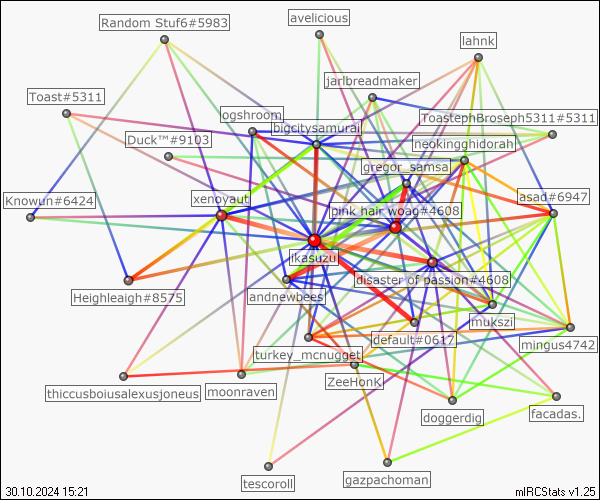 Random Stuf6#5983
avelicious
lahnk
jarlbreadmaker
Toast#5311
ogshroom
ToastephBroseph5311#5311
bigcitysamurai
Duck™#9103
neokingghidorah
gregor_samsa
xenoyaut
asad#6947
Knowun#6424
pink hair woag#4608
ikasuzu
disaster of passion#4608
Heighleaigh#8575
andnewbees
mukszi
default#0617
mingus4742
turkey_mcnugget
ZeeHonK
thiccusboiusalexusjoneus
moonraven
doggerdig
facadas.
tescoroll
gazpachoman
30.10.2024 15:21
mIRCStats v1.25